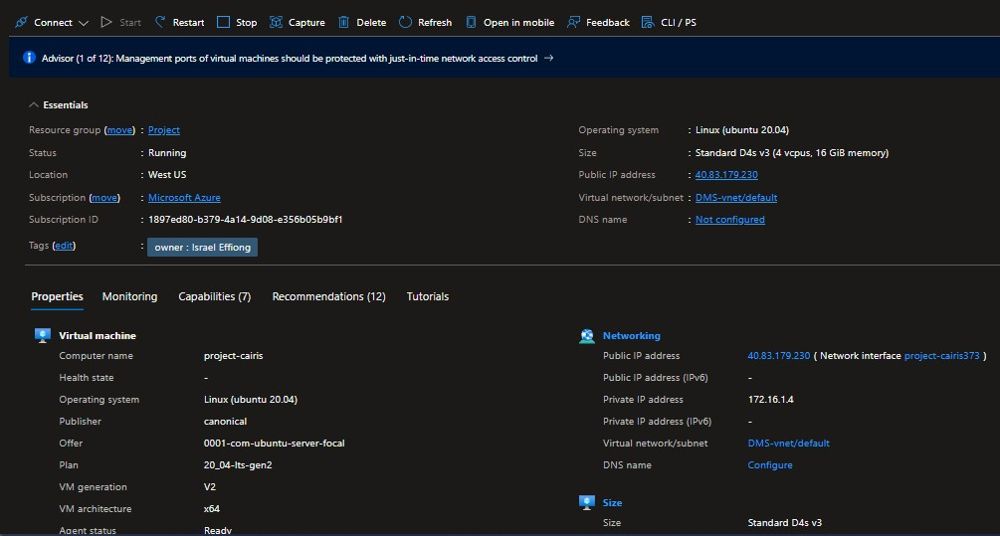 Connect Start Restart Stop Capture Delete Refresh Open in mobile Feedback CLI / PS
Advisor (1 of 12): Management ports of virtual machines should be protected with just-in-time network access control →
Essentials
Resource group (move) : Project
Status : Running
Location : West US
Subscription (move) : Microsoft Azure
Subscription ID : 1897ed80-b379-4a14-9d08-e356b05b9bf1
Tags (edit) : owner : Israel Effiong
Operating system : Linux (ubuntu 20.04)
Size : Standard D4s v3 (4 vcpus, 16 GiB memory)
Public IP address : 40.83.179.230
Virtual network/subnet : DMS-vnet/default
DNS name : Not configured
Properties Monitoring Capabilities (7) Recommendations (12) Tutorials
Virtual machine
Computer name project-cairis
Health state -
Operating system Linux (ubuntu 20.04)
Publisher canonical
Offer 0001-com-ubuntu-server-focal
Plan 20_04-lts-gen2
VM generation V2
VM architecture x64
Agent status Ready
Networking
Public IP address 40.83.179.230 ( Network interface project-cairis373 )
Public IP address (IPv6) -
Private IP address 172.16.1.4
Private IP address (IPv6) -
Virtual network/subnet DMS-vnet/default
DNS name Configure
Size
Size Standard D4s v3